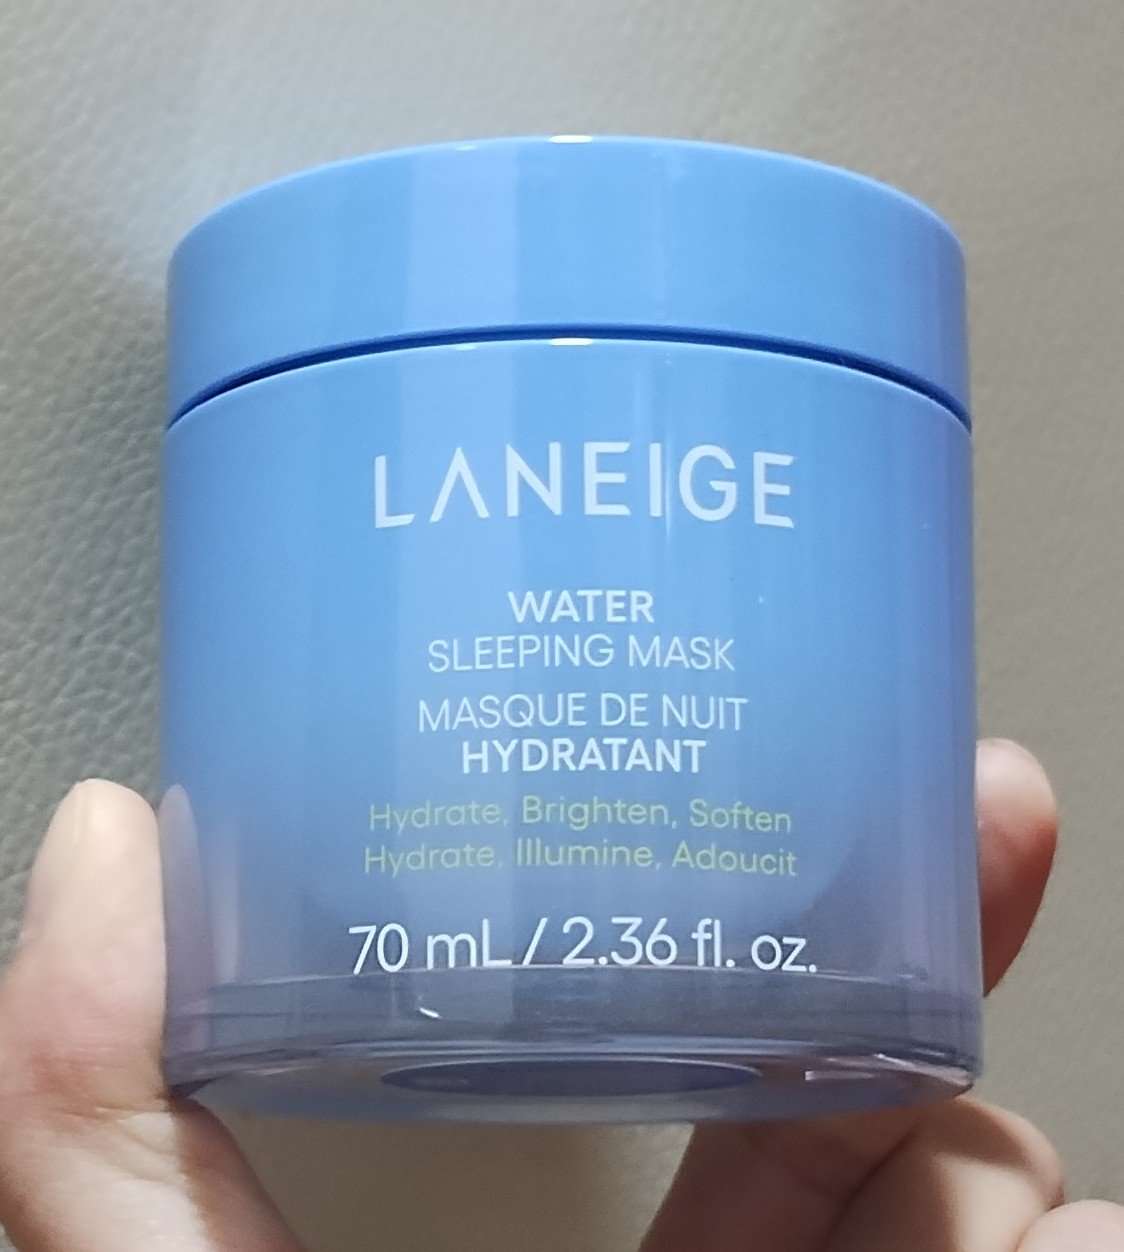 LANEIGE
WATER
SLEEPING MASK
MASQUE DE NUIT
HYDRATANT
Hydrate, Brighten, Soften
Hydrate, Illumine, Adoucit
70 mL / 2.36 fl. oz.